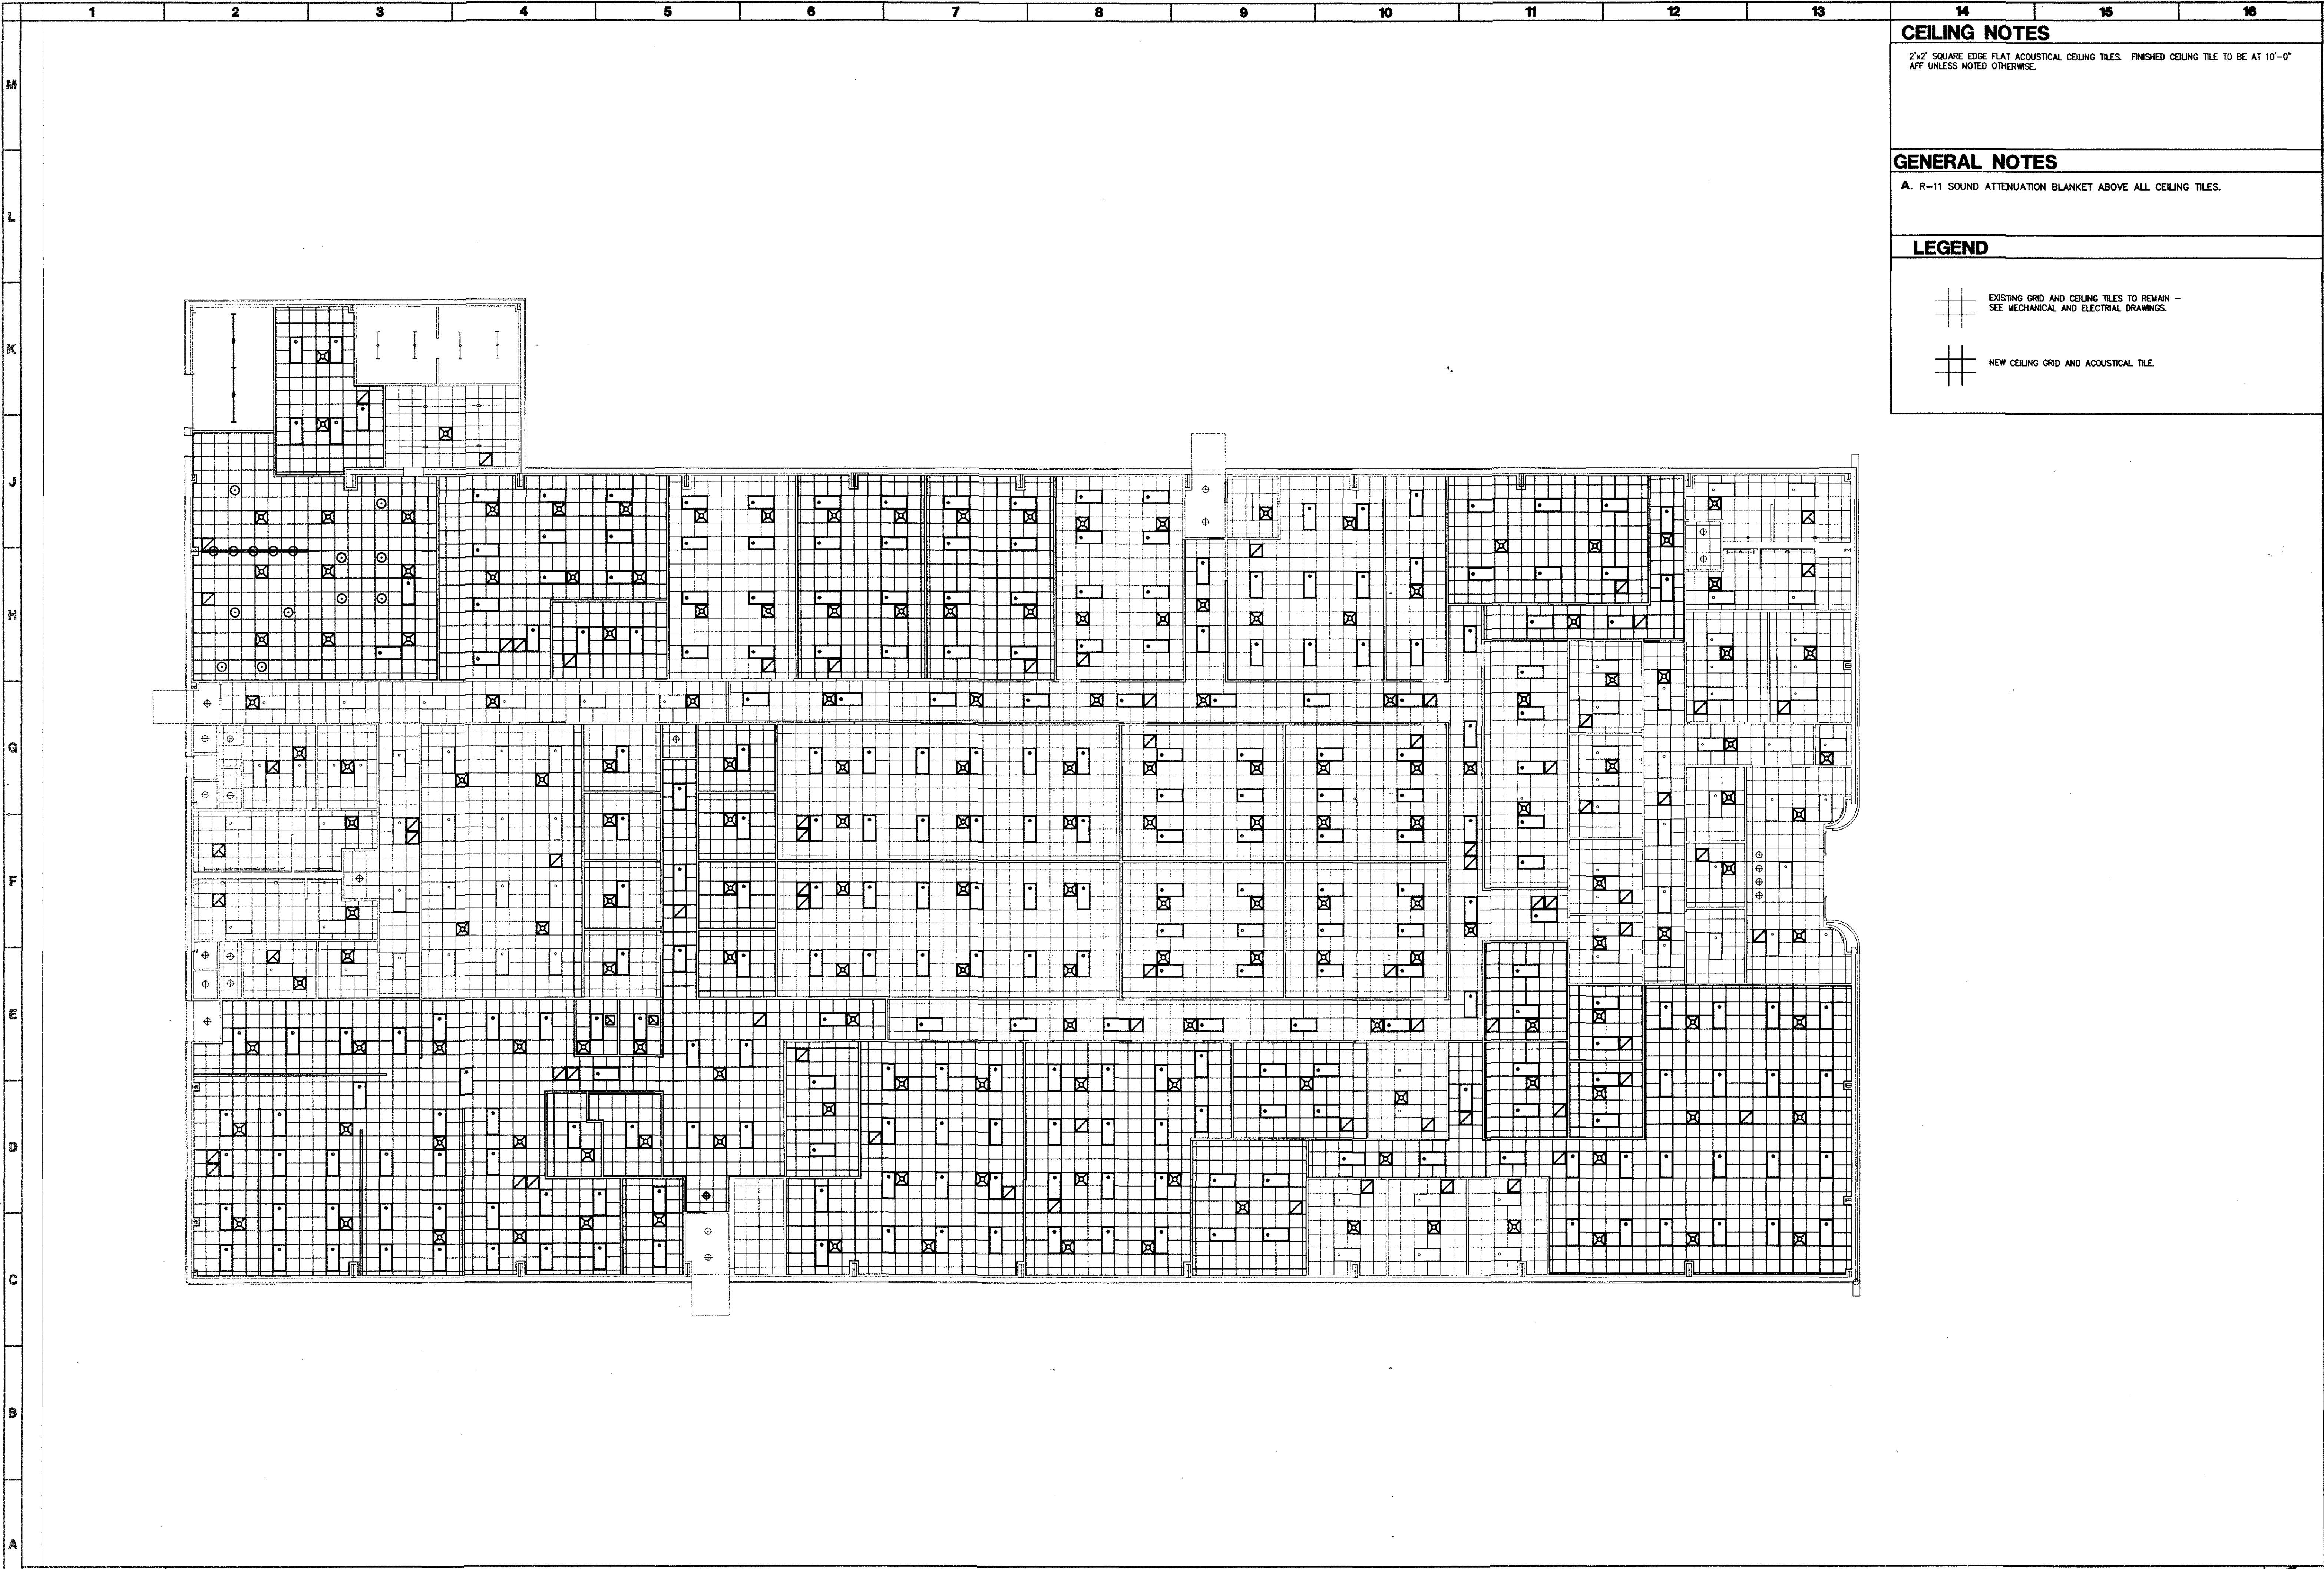 1 2 3 4 5 6 7 8 9 10 11 12 13 14 15 16
CEILING NOTES
2'x2' SQUARE EDGE FLAT ACOUSTICAL CEILING TILES. FINISHED CEILING TILE TO BE AT 10'-0"
AFF UNLESS NOTED OTHERWISE.
GENERAL NOTES
A. R-11 SOUND ATTENUATION BLANKET ABOVE ALL CEILING TILES.
LEGEND
EXISTING GRID AND CEILING TILES TO REMAIN -
SEE MECHANICAL AND ELECTRIAL DRAWINGS.
NEW CEILING GRID AND ACOUSTICAL TILE.
M
L
K
J
H
G
F
E
D
C
B
A